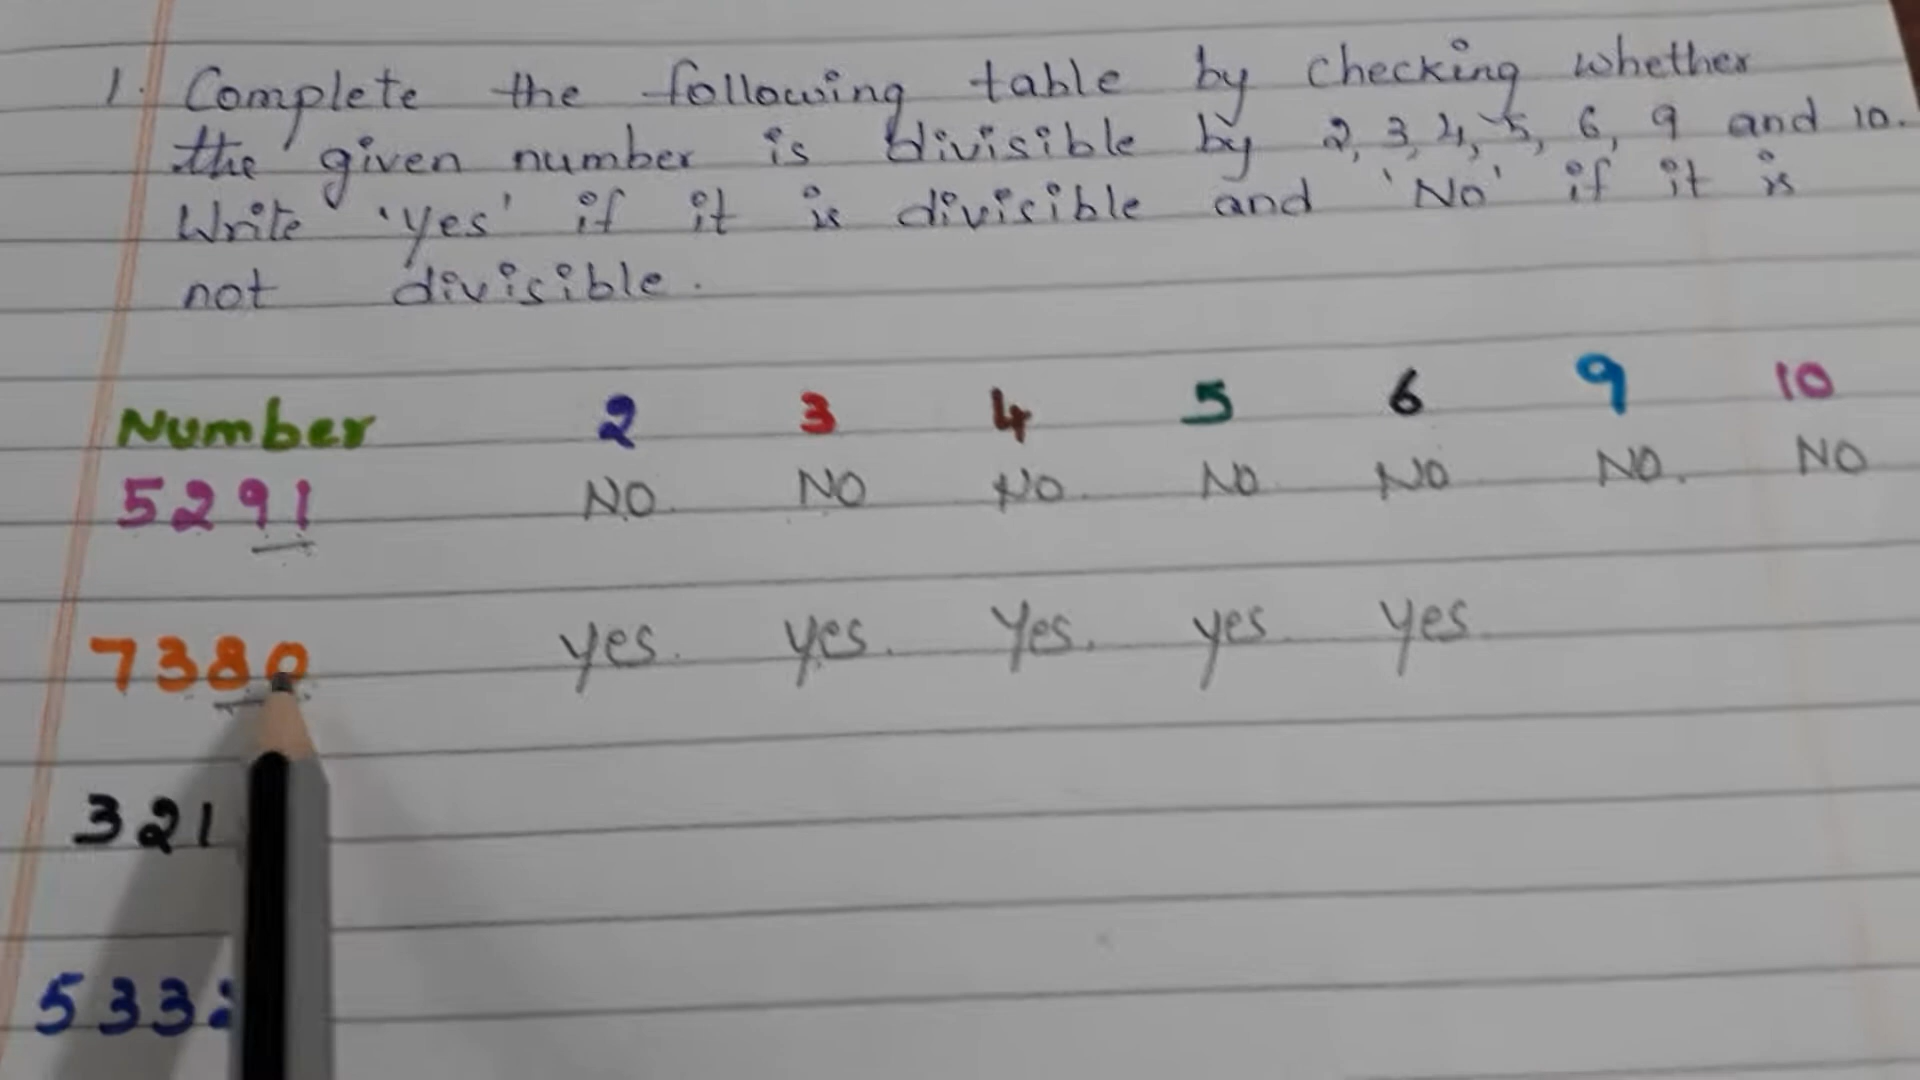 1. Complete the following table by checking whether
the given number is divisible by 2, 3, 4, 5, 6, 9 and 10.
Write 'yes' if it is divisible and 'No' if it is
not divisible.
Number 2 3 4 5 6 9 10
5291 NO. NO NO. NO NO NO. NO
7380 yes. yes. Yes. yes yes
321
533